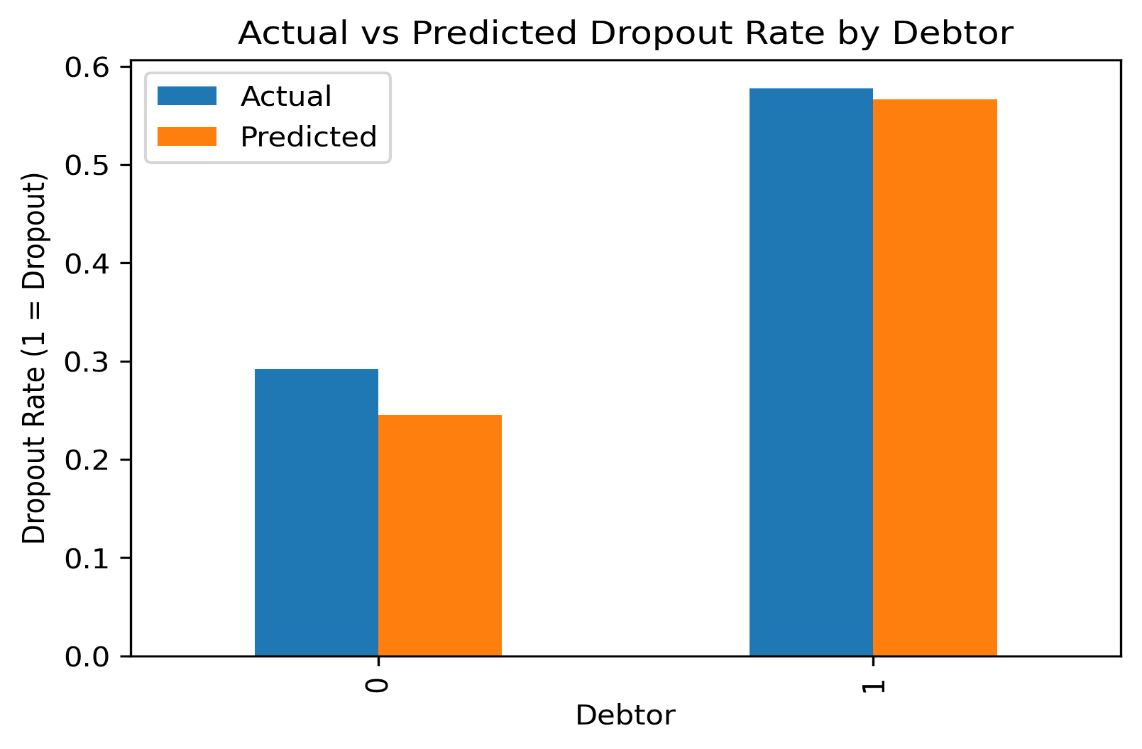 Actual vs Predicted Dropout Rate by Debtor
Actual
Predicted
Dropout Rate (1 = Dropout)
0.6
0.5
0.4
0.3
0.2
0.1
0.0
0
1
Debtor